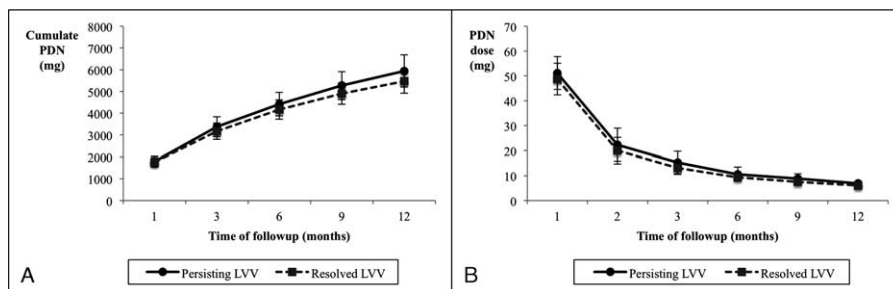 Cumulate
PDN
(mg)
8000
7000
6000
5000
4000
3000
2000
1000
0
1 3 6 9 12
Time of followup (months)
A
Persisting LVV Resolved LVV
PDN
dose
(mg)
70
60
50
40
30
20
10
0
1 2 3 6 9 12
Time of followup (months)
B
Persisting LVV Resolved LVV